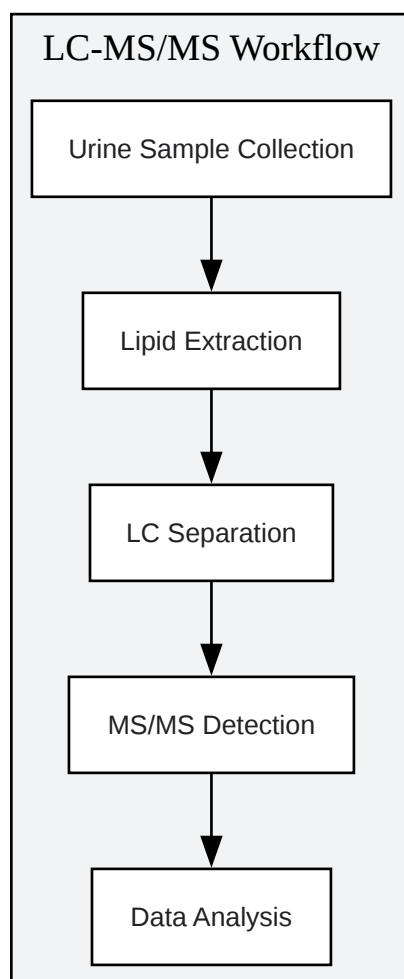 LC-MS/MS Workflow
Urine Sample Collection
Lipid Extraction
LC Separation
MS/MS Detection
Data Analysis